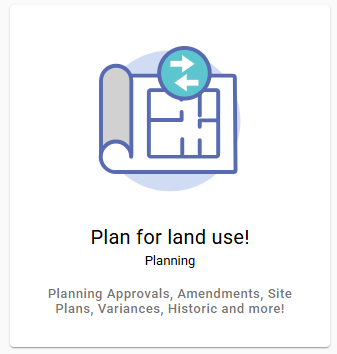 Plan for land use!
Planning
Planning Approvals, Amendments, Site
Plans, Variances, Historic and more!